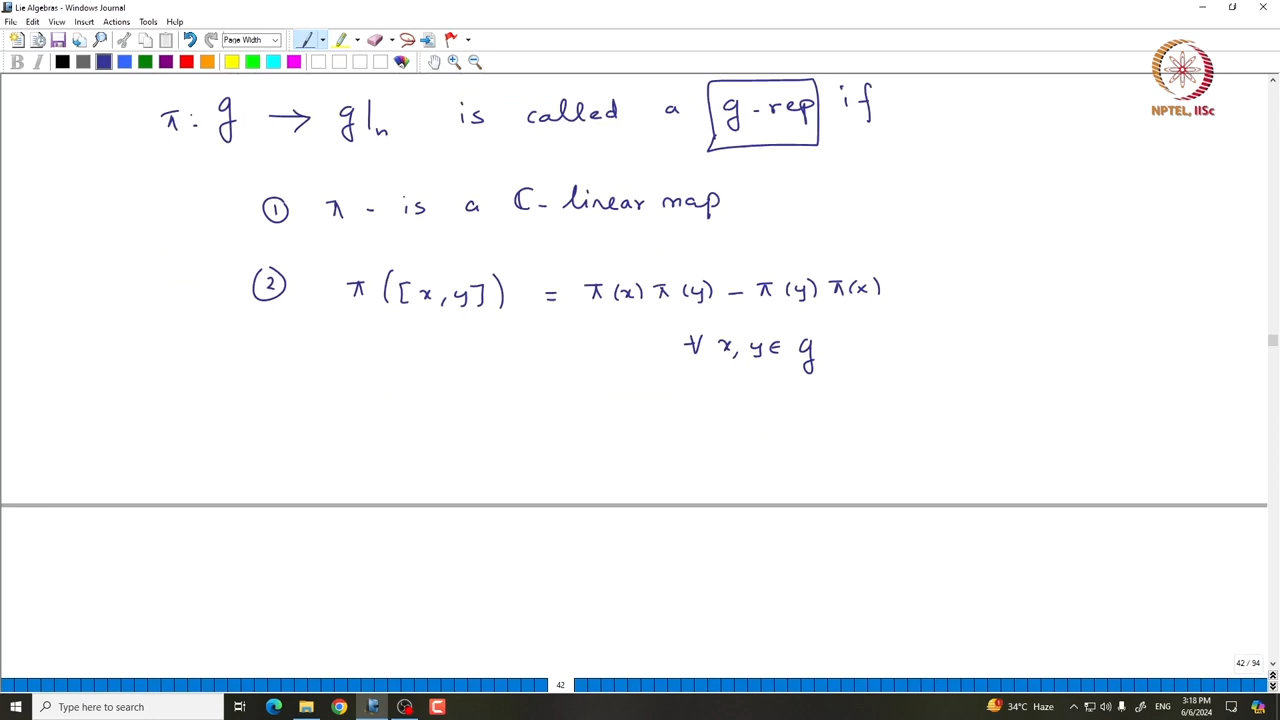 Lie Algebras - Windows Journal
File Edit View Insert Actions Tools Help
Page Width
B I
NPTEL, IISc
π: g → gl_n is called a g-rep if
① π - is a ℂ-linear map
② π([x,y]) = π(x)π(y) - π(y)π(x)
∀ x, y ∈ g
42 / 94
42
Type here to search
34°C Haze
3:18 PM
6/6/2024